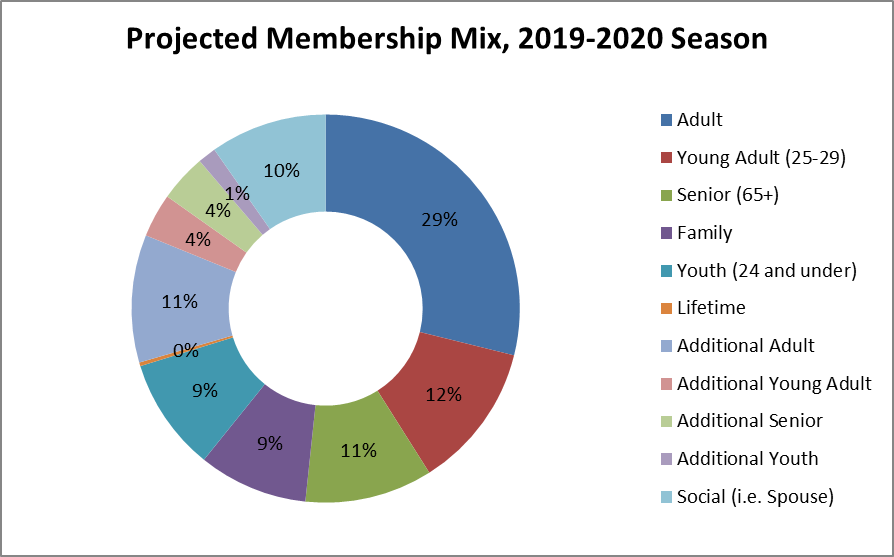 Projected Membership Mix, 2019-2020 Season
29%
12%
11%
9%
9%
0%
11%
4%
4%
1%
10%
Adult
Young Adult (25-29)
Senior (65+)
Family
Youth (24 and under)
Lifetime
Additional Adult
Additional Young Adult
Additional Senior
Additional Youth
Social (i.e. Spouse)